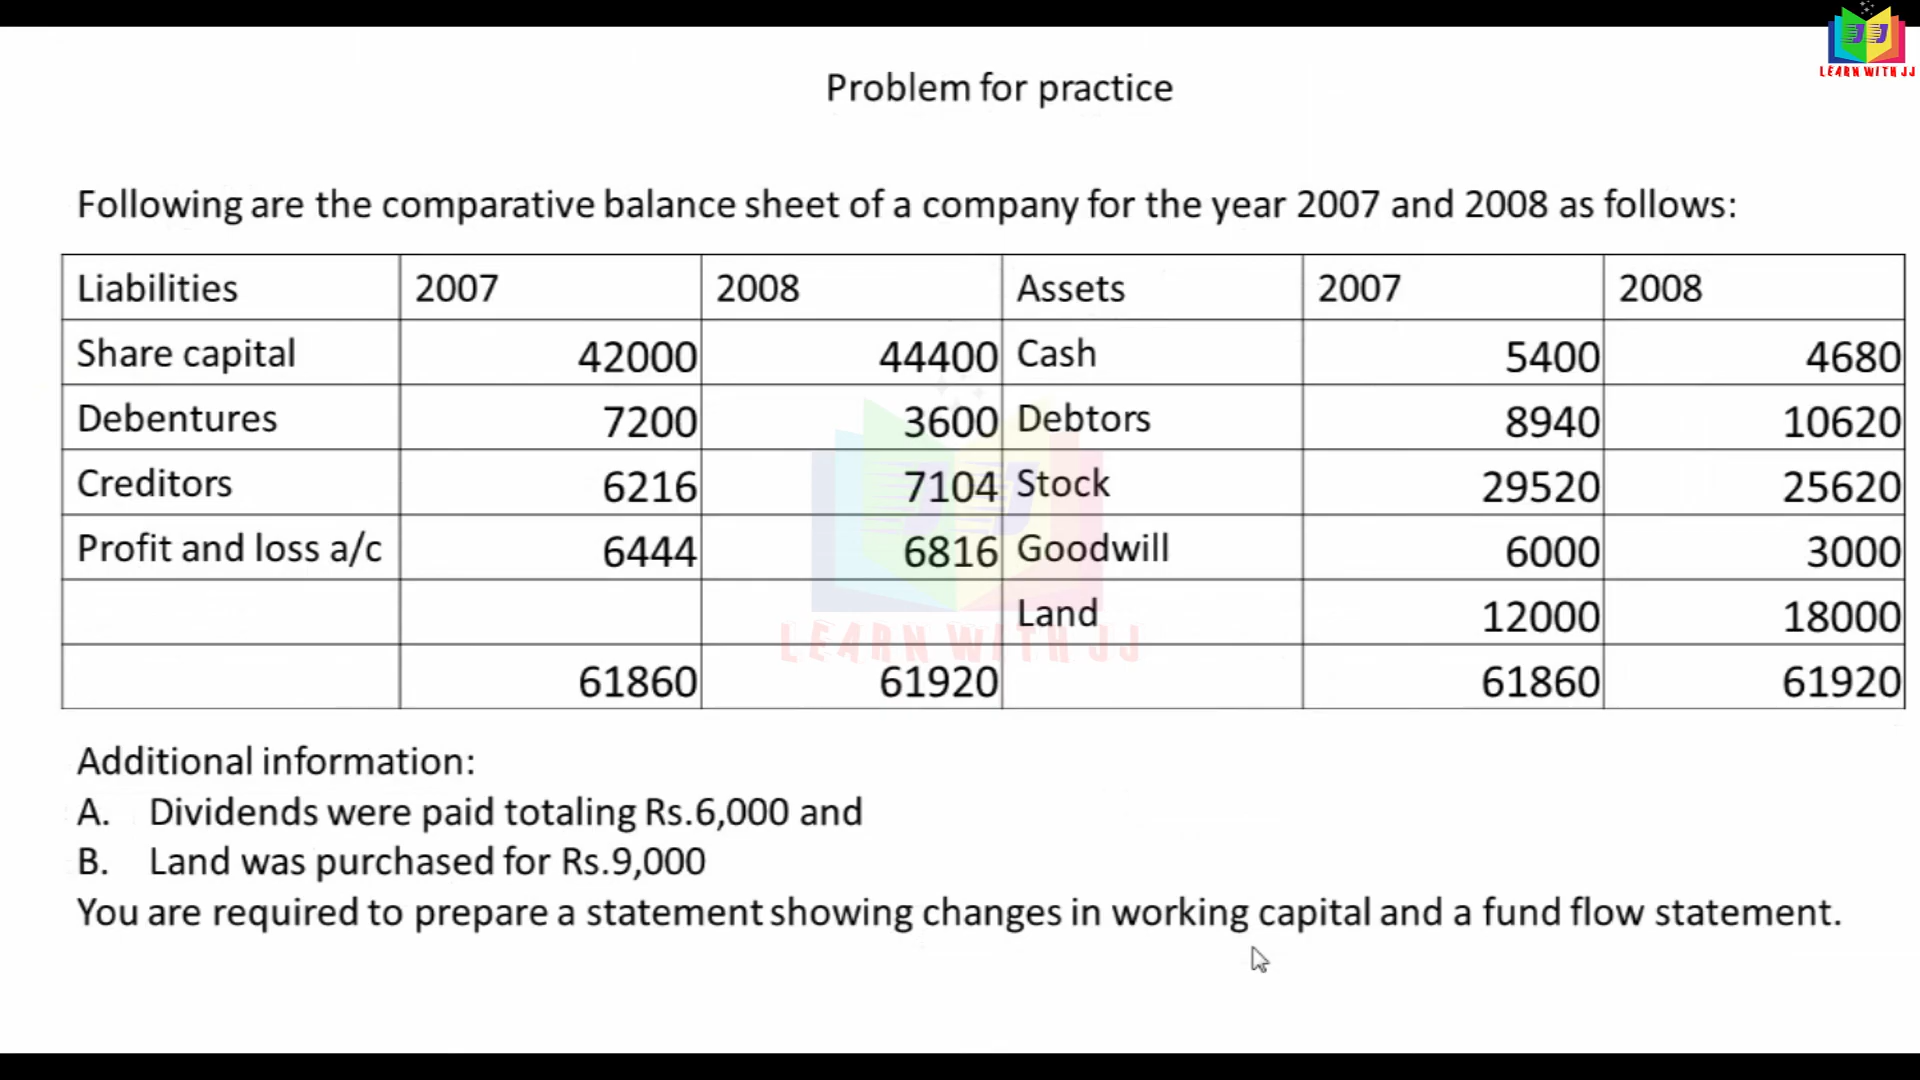 LEARN WITH JJ
Problem for practice
Following are the comparative balance sheet of a company for the year 2007 and 2008 as follows:
Liabilities 2007 2008 Assets 2007 2008
Share capital 42000 44400 Cash 5400 4680
Debentures 7200 3600 Debtors 8940 10620
Creditors 6216 7104 Stock 29520 25620
Profit and loss a/c 6444 6816 Goodwill 6000 3000
Land 12000 18000
LEARN WITH JJ
61860 61920 61860 61920
Additional information:
A. Dividends were paid totaling Rs.6,000 and
B. Land was purchased for Rs.9,000
You are required to prepare a statement showing changes in working capital and a fund flow statement.